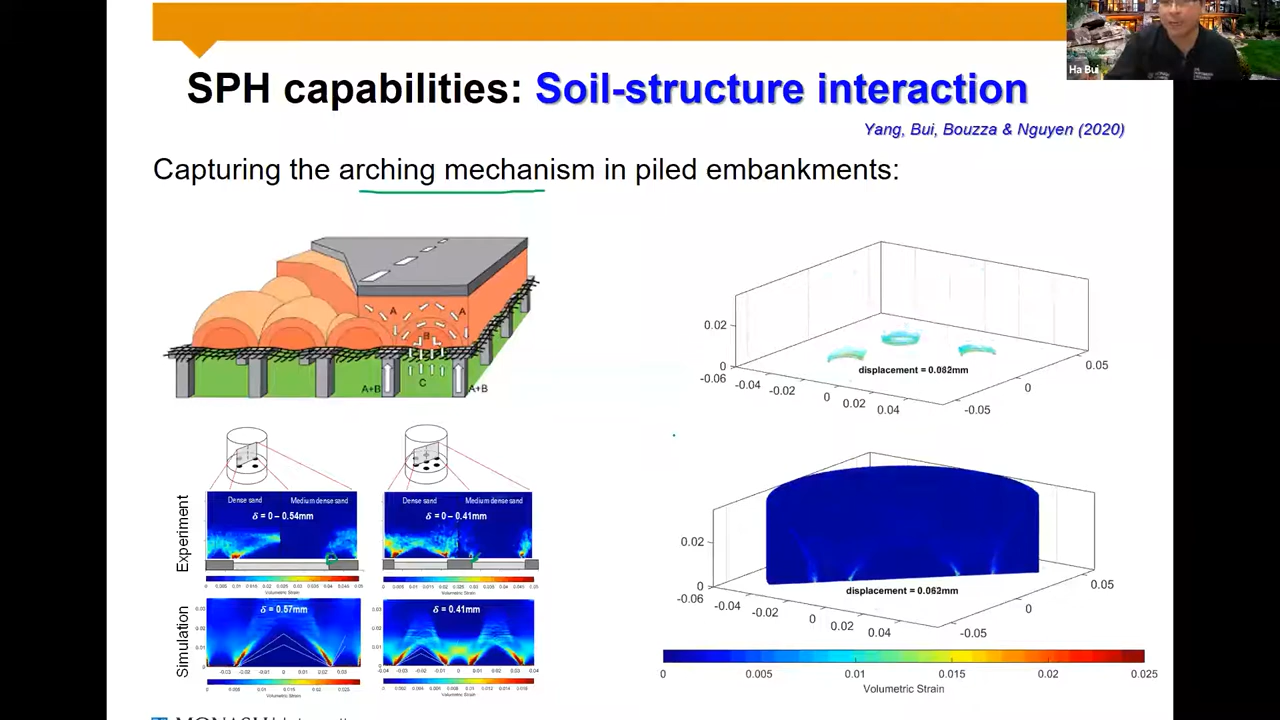 Ha Bui
SPH capabilities: Soil-structure interaction
Yang, Bui, Bouzza & Nguyen (2020)
Capturing the arching mechanism in piled embankments:
A
A
B
A+B
C
A+B
0.02
0
-0.06
-0.04
-0.02
0
0.02
0.04
-0.05
0
0.05
displacement = 0.062mm
Experiment
Dense sand
Medium dense sand
δ = 0 – 0.54mm
Volumetric Strain
Dense sand
Medium dense sand
δ = 0 – 0.41mm
Volumetric Strain
Simulation
δ = 0.57mm
Volumetric Strain
δ = 0.41mm
Volumetric Strain
0.02
0
-0.06
-0.04
-0.02
0
0.02
0.04
-0.05
0
0.05
displacement = 0.062mm
0 0.005 0.01 0.015 0.02 0.025
Volumetric Strain